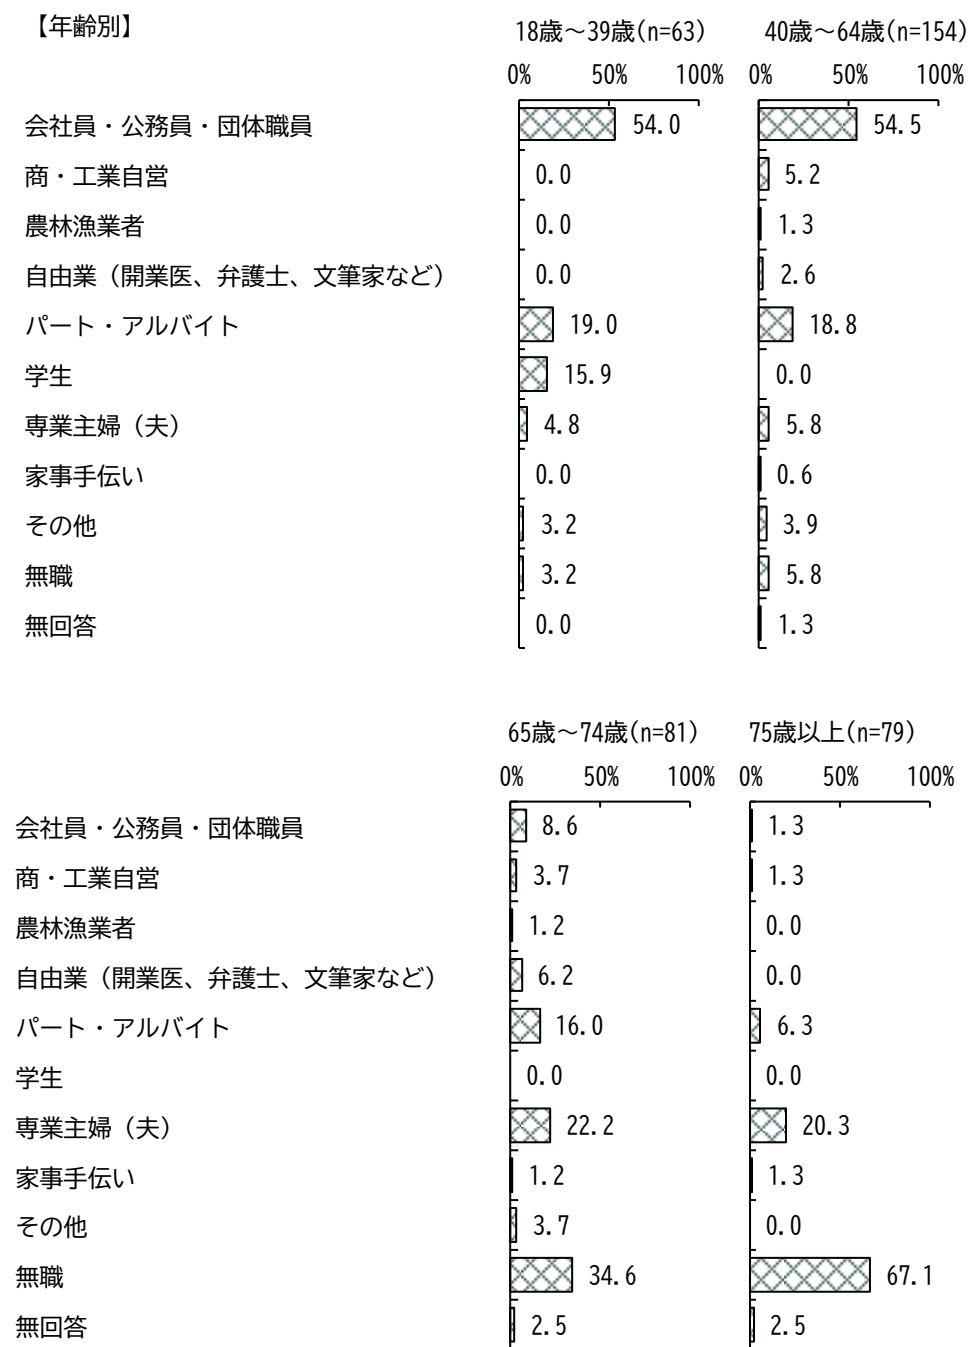 【年齢別】 18歳～39歳(n=63) 40歳～64歳(n=154)
0% 50% 100% 0% 50% 100%
会社員・公務員・団体職員 54.0 54.5
商・工業自営 0.0 5.2
農林漁業者 0.0 1.3
自由業（開業医、弁護士、文筆家など） 0.0 2.6
パート・アルバイト 19.0 18.8
学生 15.9 0.0
専業主婦（夫） 4.8 5.8
家事手伝い 0.0 0.6
その他 3.2 3.9
無職 3.2 5.8
無回答 0.0 1.3
65歳～74歳(n=81) 75歳以上(n=79)
0% 50% 100% 0% 50% 100%
会社員・公務員・団体職員 8.6 1.3
商・工業自営 3.7 1.3
農林漁業者 1.2 0.0
自由業（開業医、弁護士、文筆家など） 6.2 0.0
パート・アルバイト 16.0 6.3
学生 0.0 0.0
専業主婦（夫） 22.2 20.3
家事手伝い 1.2 1.3
その他 3.7 0.0
無職 34.6 67.1
無回答 2.5 2.5